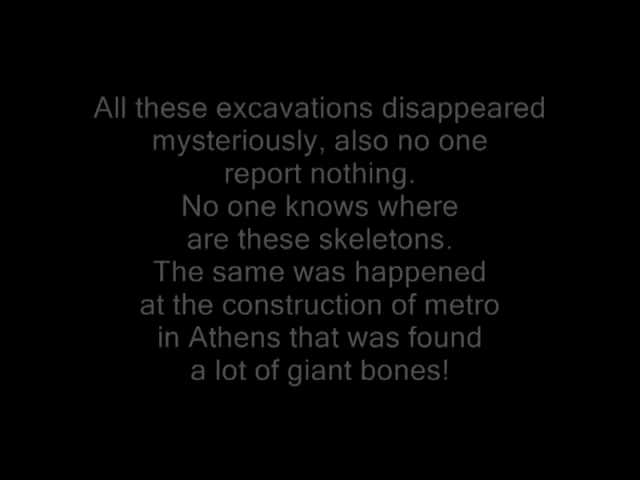 All these excavations disappeared
mysteriously, also no one
report nothing.
No one knows where
are these skeletons.
The same was happened
at the construction of metro
in Athens that was found
a lot of giant bones!